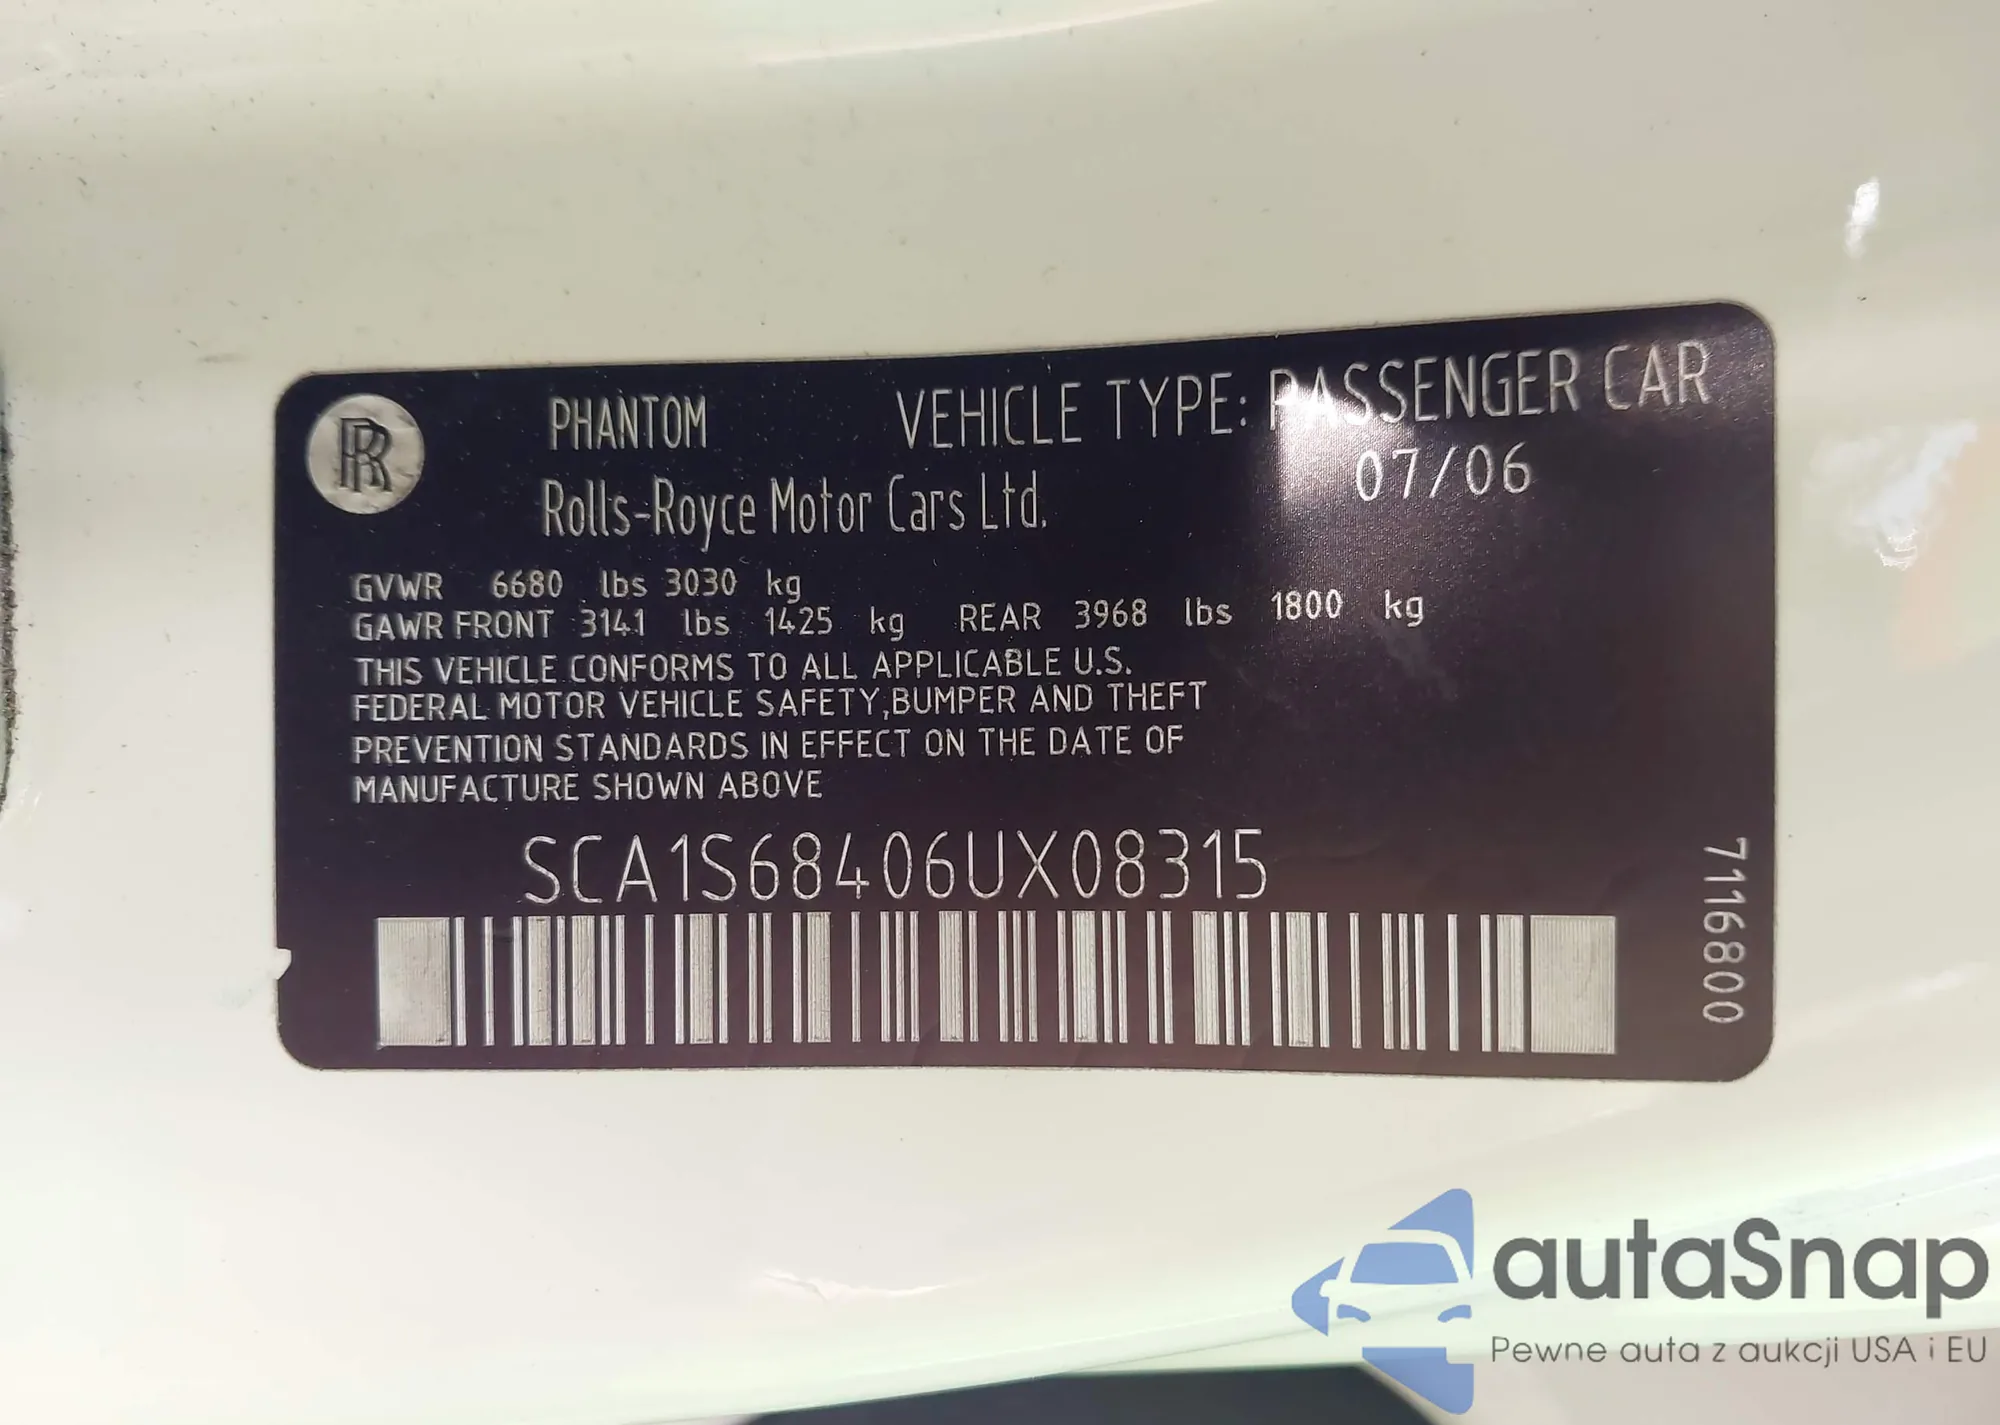 RR
PHANTOM VEHICLE TYPE: PASSENGER CAR
Rolls-Royce Motor Cars Ltd. 07/06
GVWR 6680 lbs 3030 kg
GAWR FRONT 3141 lbs 1425 kg REAR 3968 lbs 1800 kg
THIS VEHICLE CONFORMS TO ALL APPLICABLE U.S.
FEDERAL MOTOR VEHICLE SAFETY,BUMPER AND THEFT
PREVENTION STANDARDS IN EFFECT ON THE DATE OF
MANUFACTURE SHOWN ABOVE
SCA1S68406UX08315
7116800
autaSnap
Pewne auta z aukcji USA i EU